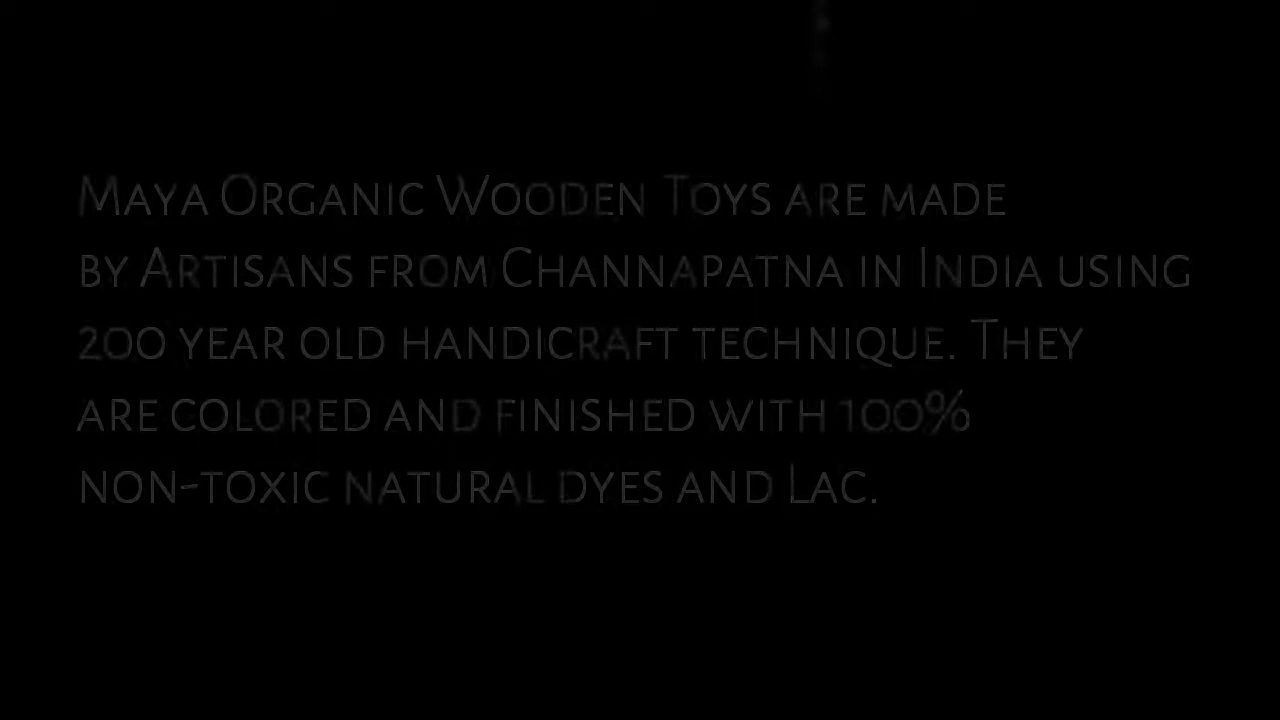 Maya Organic Wooden Toys are made
by Artisans from Channapatna in India using
200 year old handicraft technique. They
are colored and finished with 100%
non-toxic natural dyes and Lac.